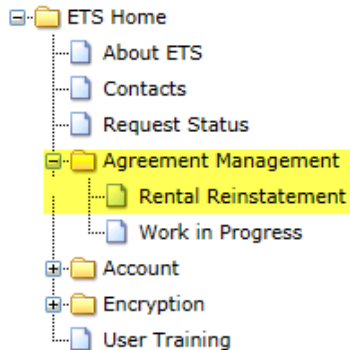 ETS Home
About ETS
Contacts
Request Status
Agreement Management
Rental Reinstatement
Work in Progress
Account
Encryption
User Training